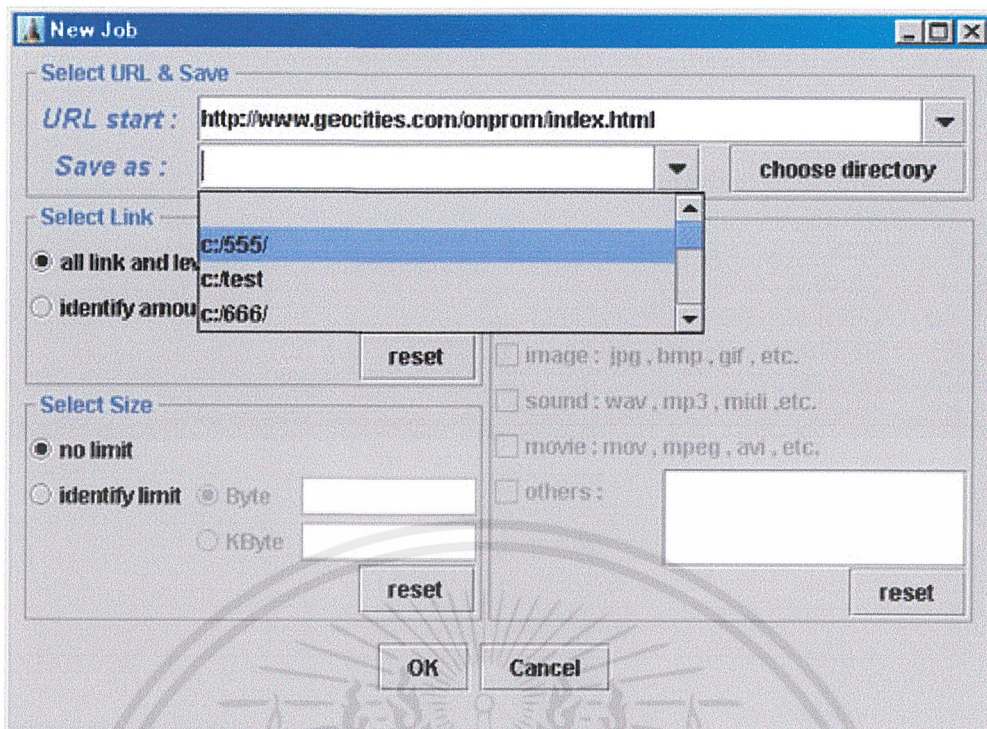 New Job
Select URL & Save
URL start : http://www.geocities.com/onprom/index.html
Save as : choose directory
c:/555/
c:/test
c:/666/
Select Link
all link and lev
identify amou
reset
image : jpg , bmp , gif , etc.
sound : wav , mp3 , midi ,etc.
movie : mov , mpeg , avi , etc.
others :
reset
Select Size
no limit
identify limit Byte
KByte
reset
OK Cancel